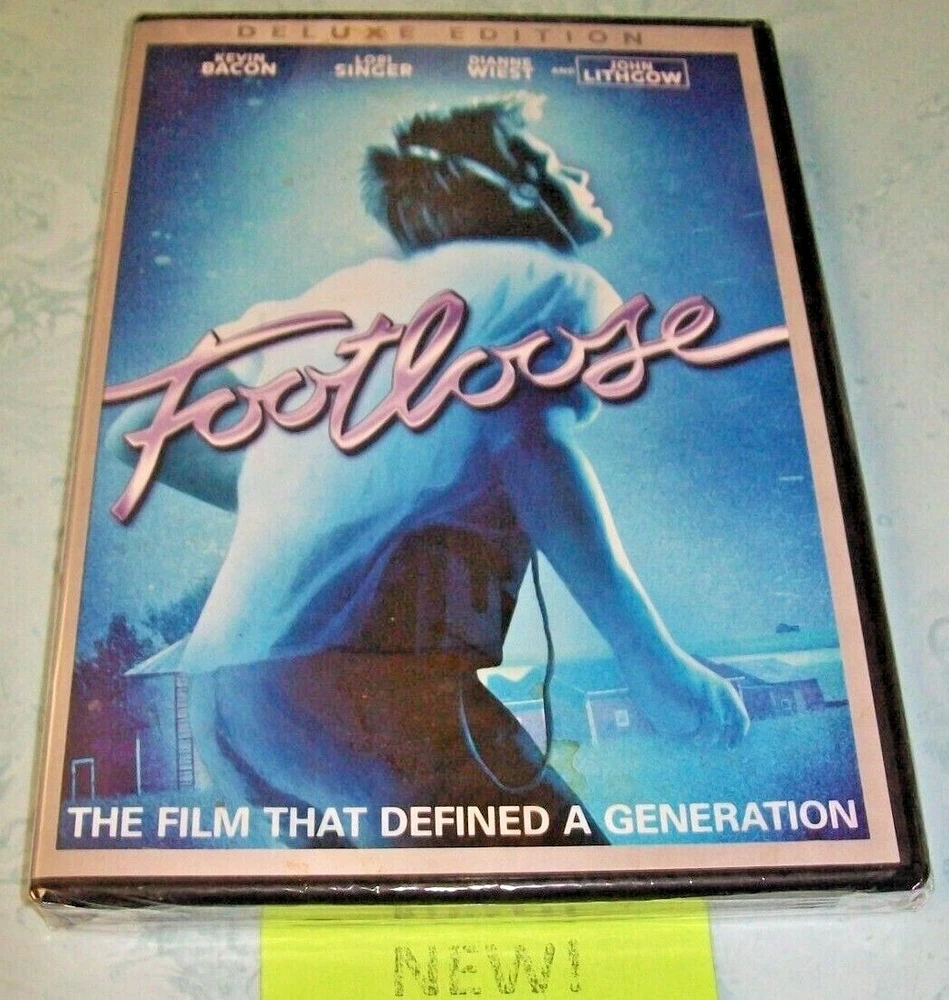 DELUXE EDITION
KEVIN BACON LORI SINGER DIANNE WIEST AND JOHN LITHGOW
Footloose
THE FILM THAT DEFINED A GENERATION
NEW!